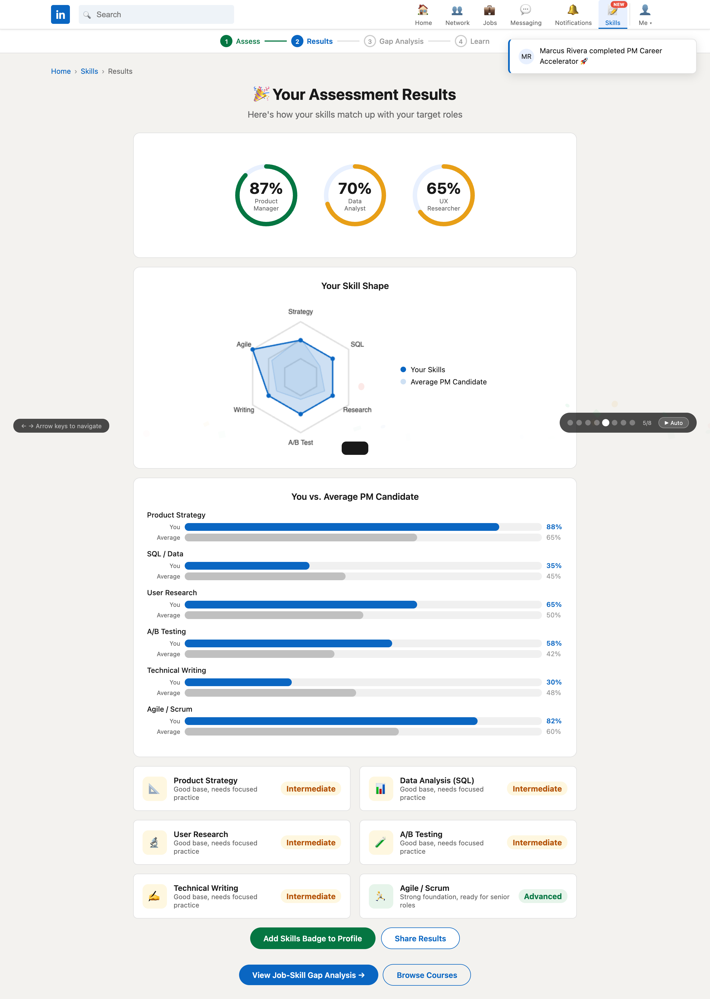 in
Search
Home
Network
Jobs
Messaging
Notifications
NEW
Skills
Me ▾
1 Assess
2 Results
3 Gap Analysis
4 Learn
MR
Marcus Rivera completed PM Career
Accelerator 🚀
Home › Skills › Results
🎉 Your Assessment Results
Here's how your skills match up with your target roles
87%
Product
Manager
70%
Data
Analyst
65%
UX
Researcher
Your Skill Shape
Strategy
Agile
SQL
Writing
Research
A/B Test
Your Skills
Average PM Candidate
← → Arrow keys to navigate
5/8
▶ Auto
You vs. Average PM Candidate
Product Strategy
You 88%
Average 65%
SQL / Data
You 35%
Average 45%
User Research
You 65%
Average 50%
A/B Testing
You 58%
Average 42%
Technical Writing
You 30%
Average 48%
Agile / Scrum
You 82%
Average 60%
Product Strategy
Good base, needs focused
practice
Intermediate
Data Analysis (SQL)
Good base, needs focused
practice
Intermediate
User Research
Good base, needs focused
practice
Intermediate
A/B Testing
Good base, needs focused
practice
Intermediate
Technical Writing
Good base, needs focused
practice
Intermediate
Agile / Scrum
Strong foundation, ready for senior
roles
Advanced
Add Skills Badge to Profile
Share Results
View Job-Skill Gap Analysis →
Browse Courses